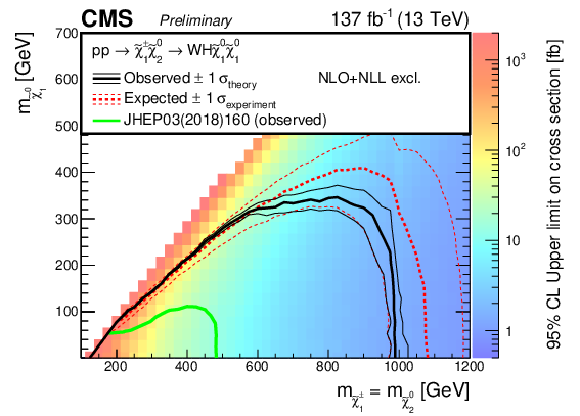 CMS Preliminary 137 fb⁻¹ (13 TeV)
pp → χ̃₁^± χ̃₂⁰ → WHχ̃₁⁰χ̃₁⁰
Observed ± 1 σ_theory NLO+NLL excl.
Expected ± 1 σ_experiment
JHEP03(2018)160 (observed)
m_χ̃₁⁰ [GeV]
700
600
500
400
300
200
100
200 400 600 800 1000 1200
m_χ̃₁^± = m_χ̃₂⁰ [GeV]
10³
10²
10
1
95% CL Upper limit on cross section [fb]